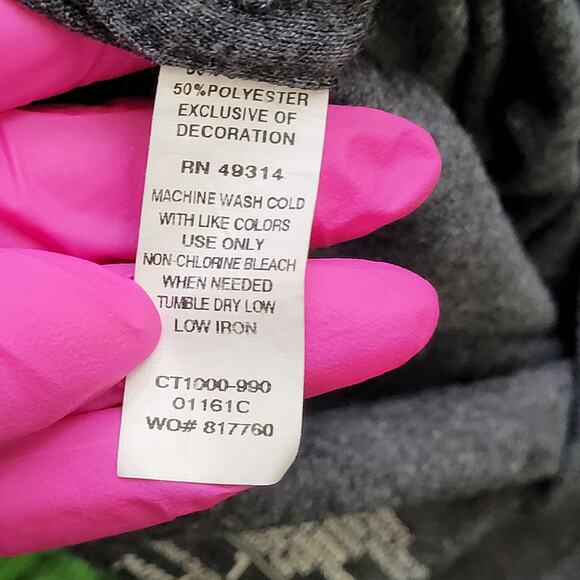 50%POLYESTER
EXCLUSIVE OF
DECORATION
RN 49314
MACHINE WASH COLD
WITH LIKE COLORS
USE ONLY
NON-CHLORINE BLEACH
WHEN NEEDED
TUMBLE DRY LOW
LOW IRON
CT1000-990
01161C
WO# 817760